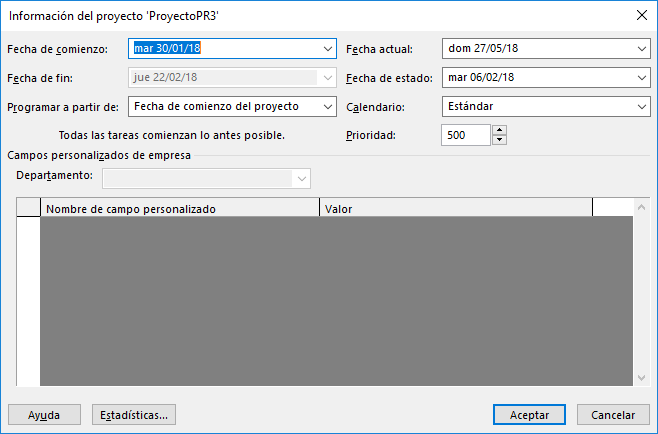 Información del proyecto 'ProyectoPR3'
Fecha de comienzo: mar 30/01/18 Fecha actual: dom 27/05/18
Fecha de fin: jue 22/02/18 Fecha de estado: mar 06/02/18
Programar a partir de: Fecha de comienzo del proyecto Calendario: Estándar
Todas las tareas comienzan lo antes posible. Prioridad: 500
Campos personalizados de empresa
Departamento:
Nombre de campo personalizado Valor
Ayuda Estadísticas... Aceptar Cancelar